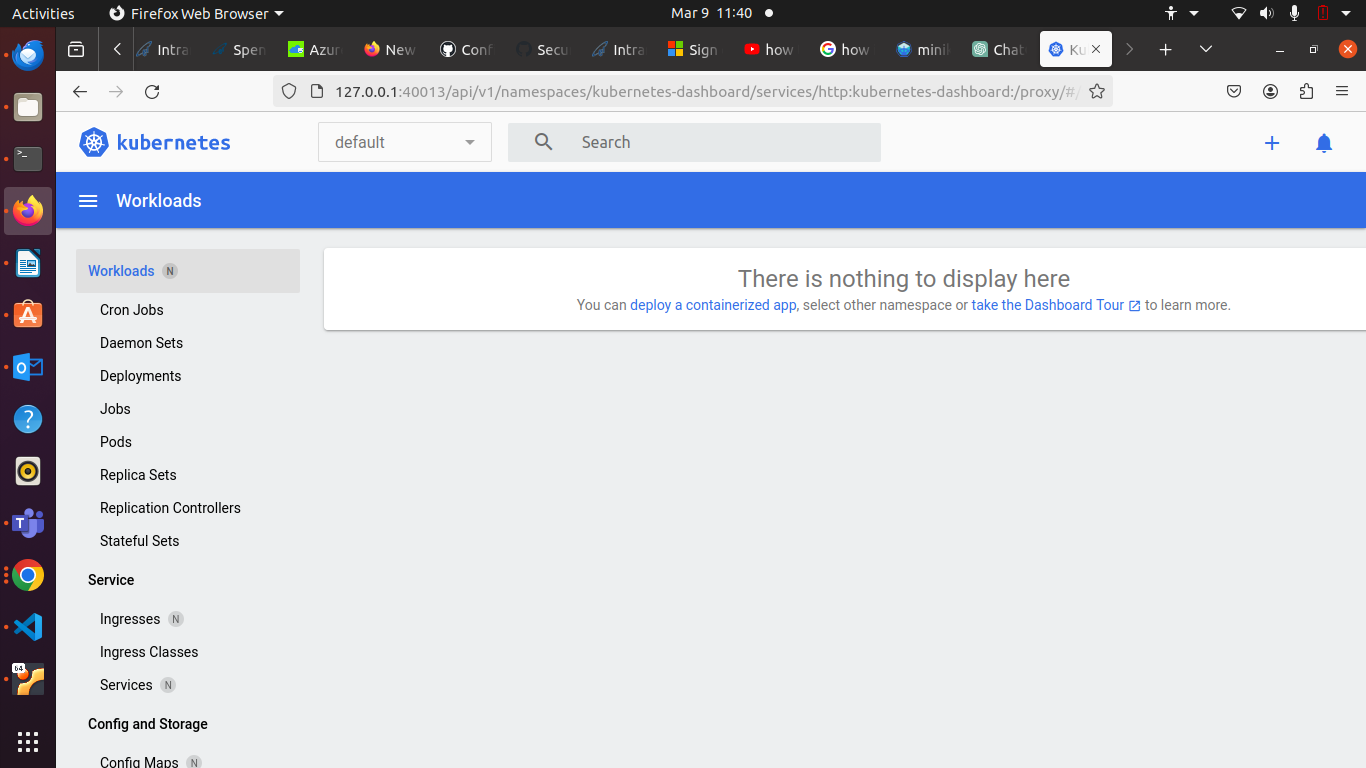 Activities Firefox Web Browser Mar 9 11:40
Intra Spen Azur New Conf Secu Intra Sign how how mini Chat Ku
127.0.0.1:40013/api/v1/namespaces/kubernetes-dashboard/services/http:kubernetes-dashboard:/proxy/#/
kubernetes default Search
Workloads
Workloads N
There is nothing to display here
You can deploy a containerized app, select other namespace or take the Dashboard Tour to learn more.
Cron Jobs
Daemon Sets
Deployments
Jobs
Pods
Replica Sets
Replication Controllers
Stateful Sets
Service
Ingresses N
Ingress Classes
Services N
Config and Storage
Config Maps N